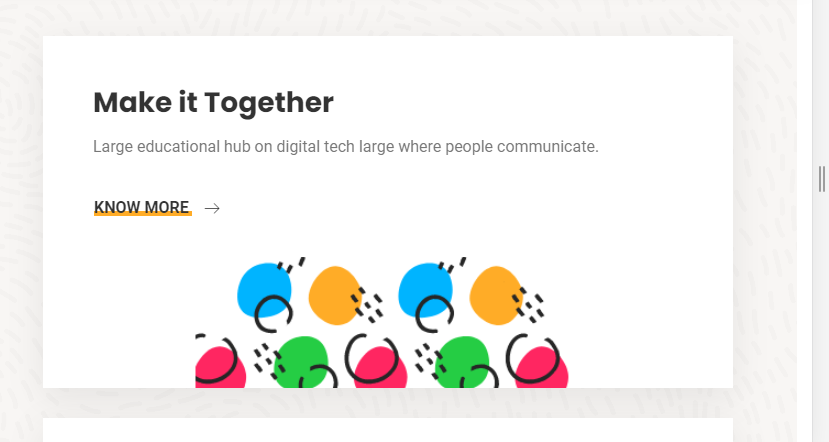 Make it Together
Large educational hub on digital tech large where people communicate.
KNOW MORE